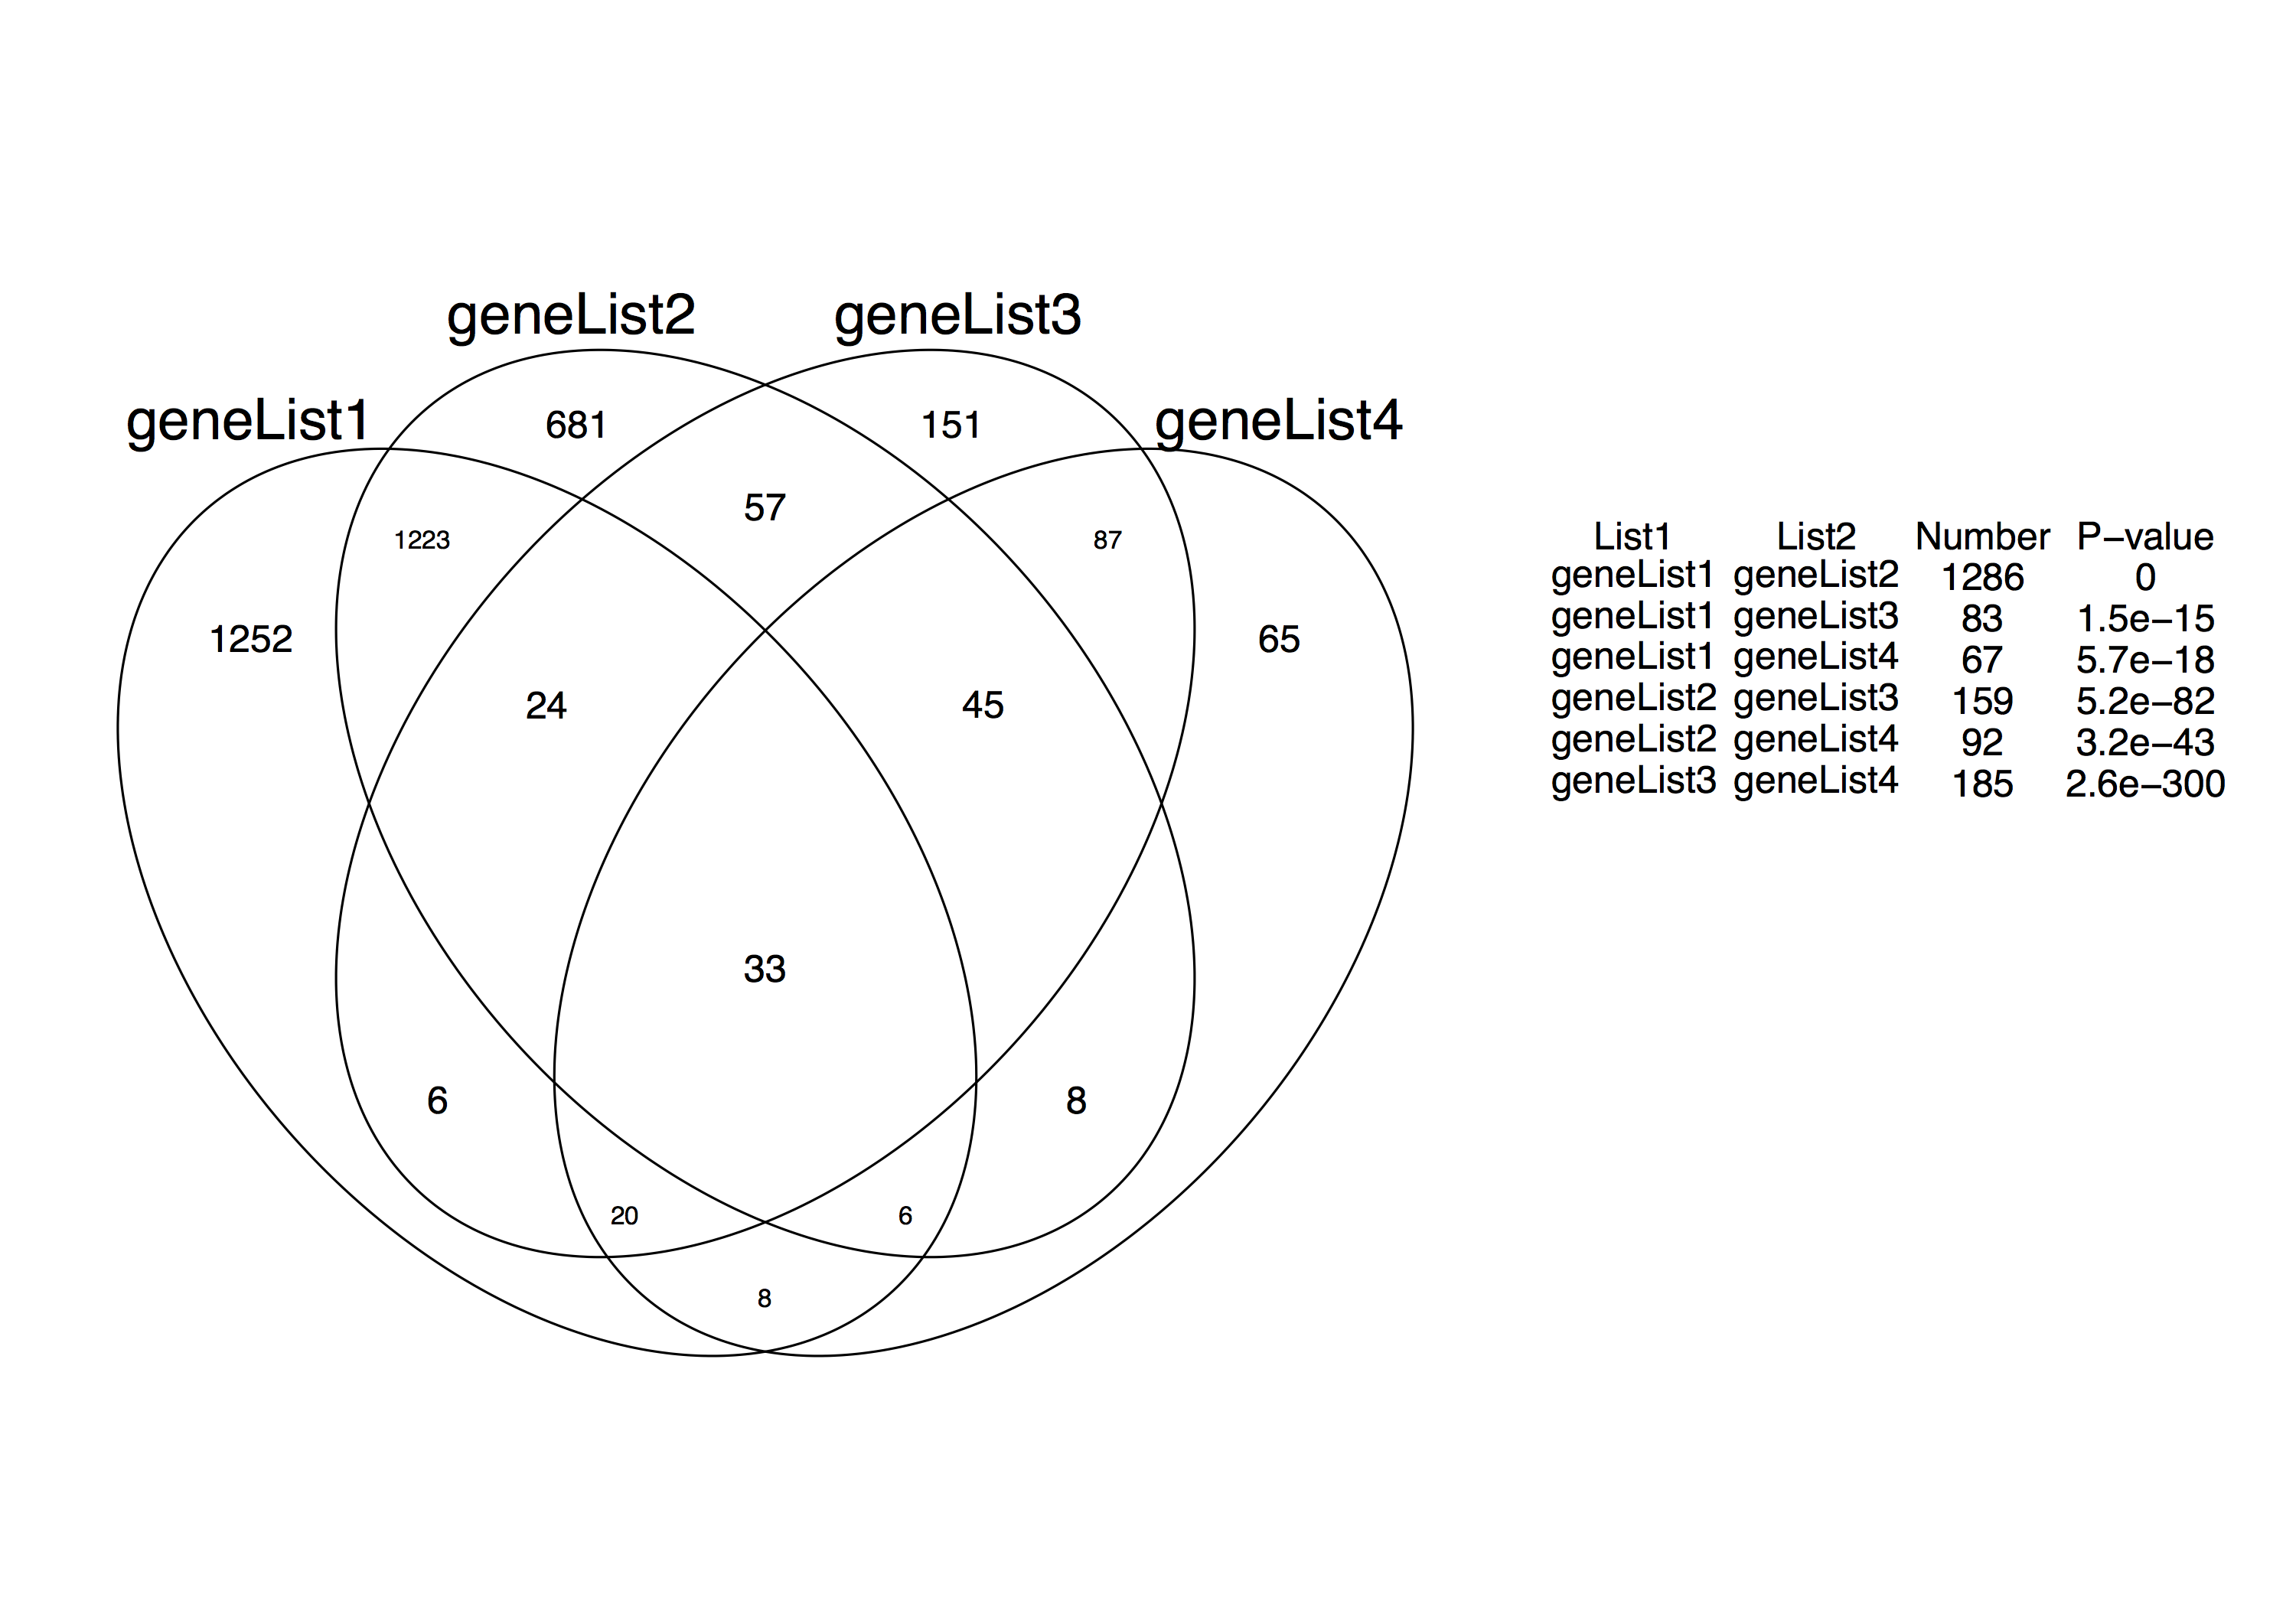 geneList2 geneList3
geneList1 geneList4
681 151
57
1223 87
1252 65
24 45
33
6 8
20 6
8
List1 List2 Number P−value
geneList1 geneList2 1286 0
geneList1 geneList3 83 1.5e−15
geneList1 geneList4 67 5.7e−18
geneList2 geneList3 159 5.2e−82
geneList2 geneList4 92 3.2e−43
geneList3 geneList4 185 2.6e−300